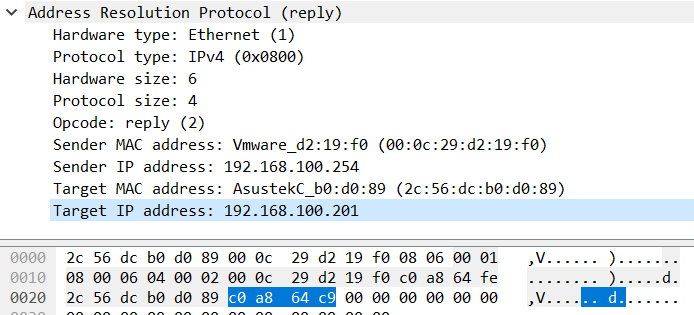 Address Resolution Protocol (reply)
Hardware type: Ethernet (1)
Protocol type: IPv4 (0x0800)
Hardware size: 6
Protocol size: 4
Opcode: reply (2)
Sender MAC address: Vmware_d2:19:f0 (00:0c:29:d2:19:f0)
Sender IP address: 192.168.100.254
Target MAC address: AsustekC_b0:d0:89 (2c:56:dc:b0:d0:89)
Target IP address: 192.168.100.201
0000 2c 56 dc b0 d0 89 00 0c 29 d2 19 f0 08 06 00 01 ,V...... ).......
0010 08 00 06 04 00 02 00 0c 29 d2 19 f0 c0 a8 64 fe ........ ).....d.
0020 2c 56 dc b0 d0 89 c0 a8 64 c9 00 00 00 00 00 00 ,V...... d.......